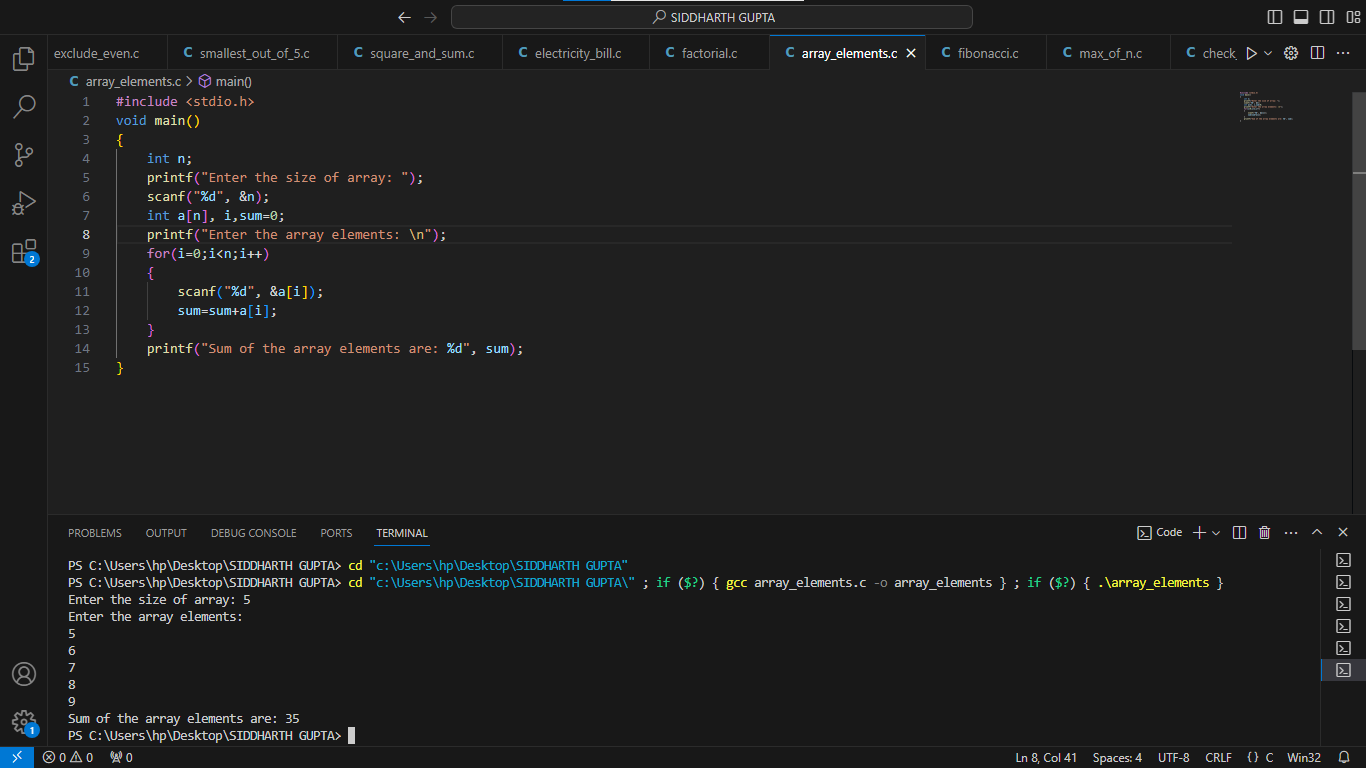 SIDDHARTH GUPTA
exclude_even.c
C smallest_out_of_5.c
C square_and_sum.c
C electricity_bill.c
C factorial.c
C array_elements.c
C fibonacci.c
C max_of_n.c
C check_
C array_elements.c > main()
1 #include <stdio.h>
2 void main()
3 {
4 int n;
5 printf("Enter the size of array: ");
6 scanf("%d", &n);
7 int a[n], i,sum=0;
8 printf("Enter the array elements: \n");
9 for(i=0;i<n;i++)
10 {
11 scanf("%d", &a[i]);
12 sum=sum+a[i];
13 }
14 printf("Sum of the array elements are: %d", sum);
15 }
2
PROBLEMS OUTPUT DEBUG CONSOLE PORTS TERMINAL
Code
PS C:\Users\hp\Desktop\SIDDHARTH GUPTA> cd "c:\Users\hp\Desktop\SIDDHARTH GUPTA"
PS C:\Users\hp\Desktop\SIDDHARTH GUPTA> cd "c:\Users\hp\Desktop\SIDDHARTH GUPTA\" ; if ($?) { gcc array_elements.c -o array_elements } ; if ($?) { .\array_elements }
Enter the size of array: 5
Enter the array elements:
5
6
7
8
9
Sum of the array elements are: 35
PS C:\Users\hp\Desktop\SIDDHARTH GUPTA>
1
0 0 0
Ln 8, Col 41 Spaces: 4 UTF-8 CRLF {} C Win32